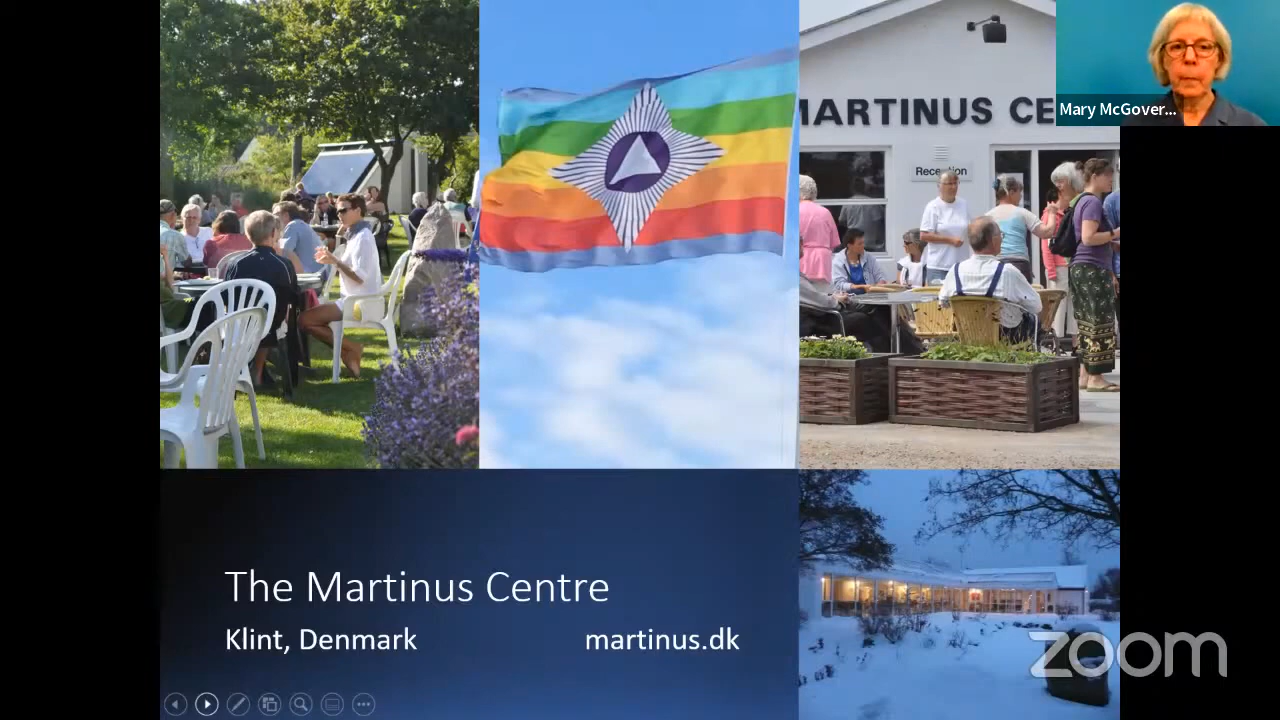 MARTINUS CE
Reception
Mary McGover...
The Martinus Centre
Klint, Denmark
martinus.dk
zoom